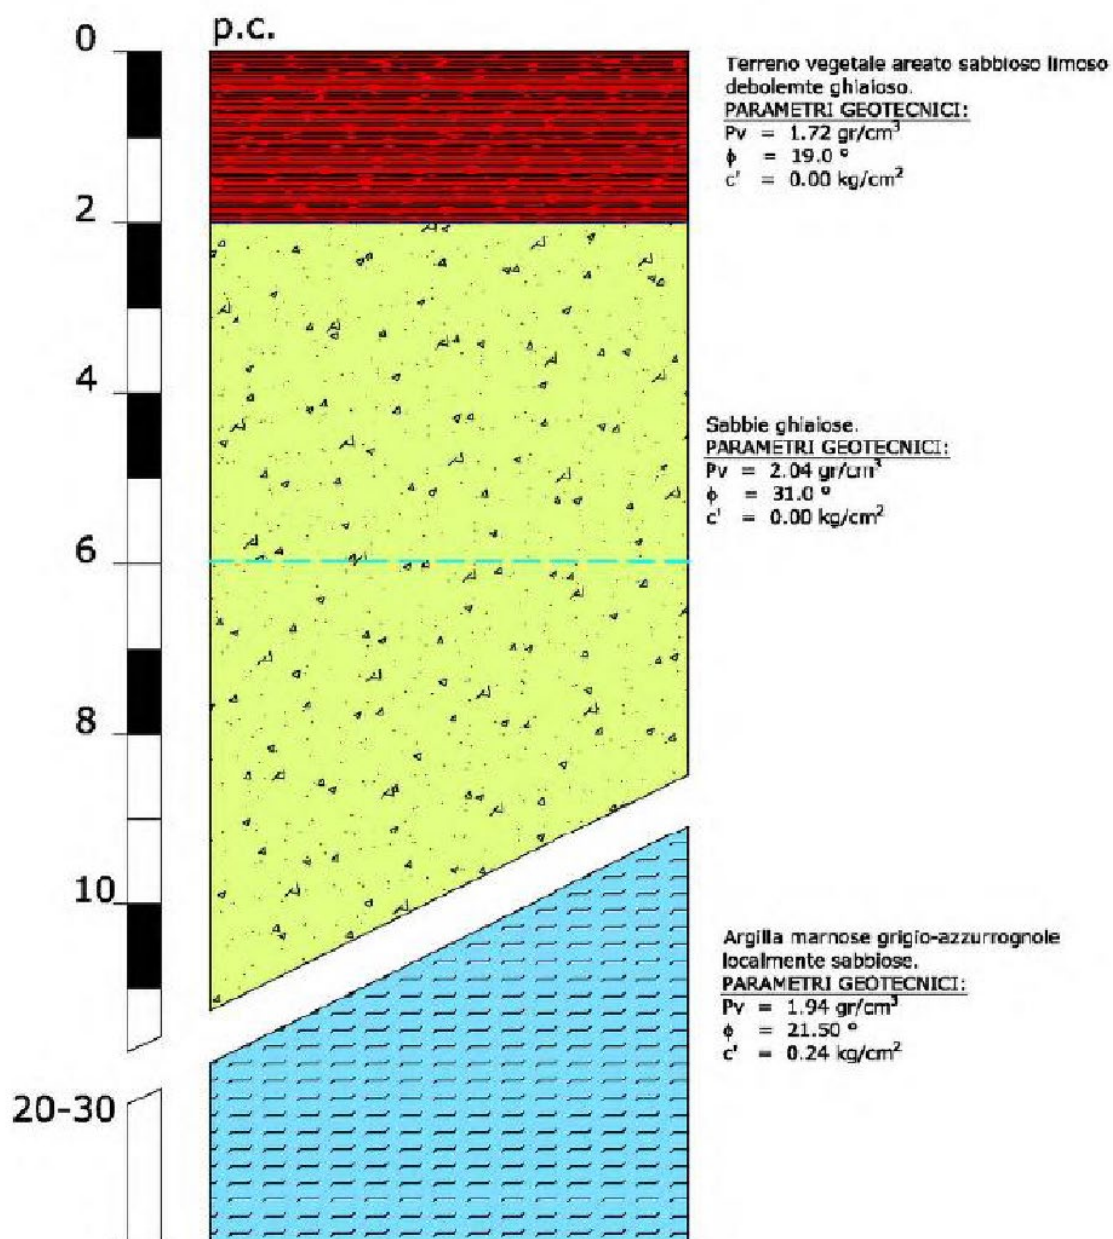 p.c.
0
Terreno vegetale areato sabbioso limoso
debolemte ghiaioso.
PARAMETRI GEOTECNICI:
Pv = 1.72 gr/cm³
ϕ = 19.0 °
c' = 0.00 kg/cm²
2
4
Sabbie ghiaiose.
PARAMETRI GEOTECNICI:
Pv = 2.04 gr/cm³
ϕ = 31.0 °
c' = 0.00 kg/cm²
6
8
10
Argilla marnose grigio-azzurrognole
localmente sabbiose.
PARAMETRI GEOTECNICI:
Pv = 1.94 gr/cm³
ϕ = 21.50 °
c' = 0.24 kg/cm²
20-30